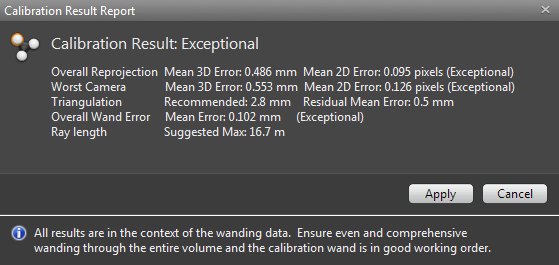 Calibration Result Report
Calibration Result: Exceptional
Overall Reprojection Mean 3D Error: 0.486 mm Mean 2D Error: 0.095 pixels (Exceptional)
Worst Camera Mean 3D Error: 0.553 mm Mean 2D Error: 0.126 pixels (Exceptional)
Triangulation Recommended: 2.8 mm Residual Mean Error: 0.5 mm
Overall Wand Error Mean Error: 0.102 mm (Exceptional)
Ray length Suggested Max: 16.7 m
Apply Cancel
All results are in the context of the wanding data. Ensure even and comprehensive
wanding through the entire volume and the calibration wand is in good working order.